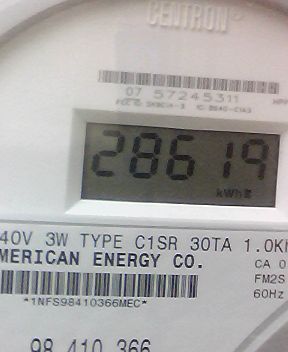 CENTRON®
07 57245311
28619
kWh
40V 3W TYPE C1SR 30TA 1.0Kh
MERICAN ENERGY CO. CA 0
FM2S
*1NFS98410366MEC* 60Hz
98 410 366